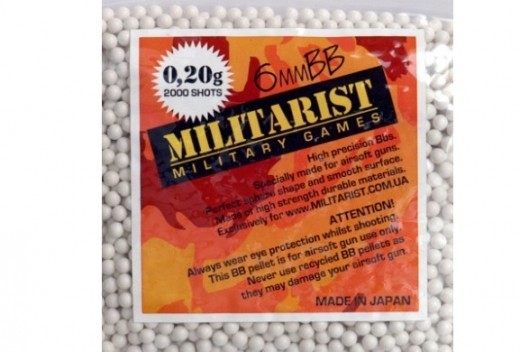 0,20g
2000 SHOTS
6mmBB
MILITARIST
MILITARY GAMES
High precision Bbs.
Specially made for airsoft guns.
Perfect spherical shape and smooth surface.
Made of high strength durable materials.
Exclusively for www.MILITARIST.COM.UA
ATTENTION!
Always wear eye protection whilst shooting.
This BB pellet is for airsoft gun use only.
Never use recycled BB pellets as
they may damage your airsoft gun.
MADE IN JAPAN